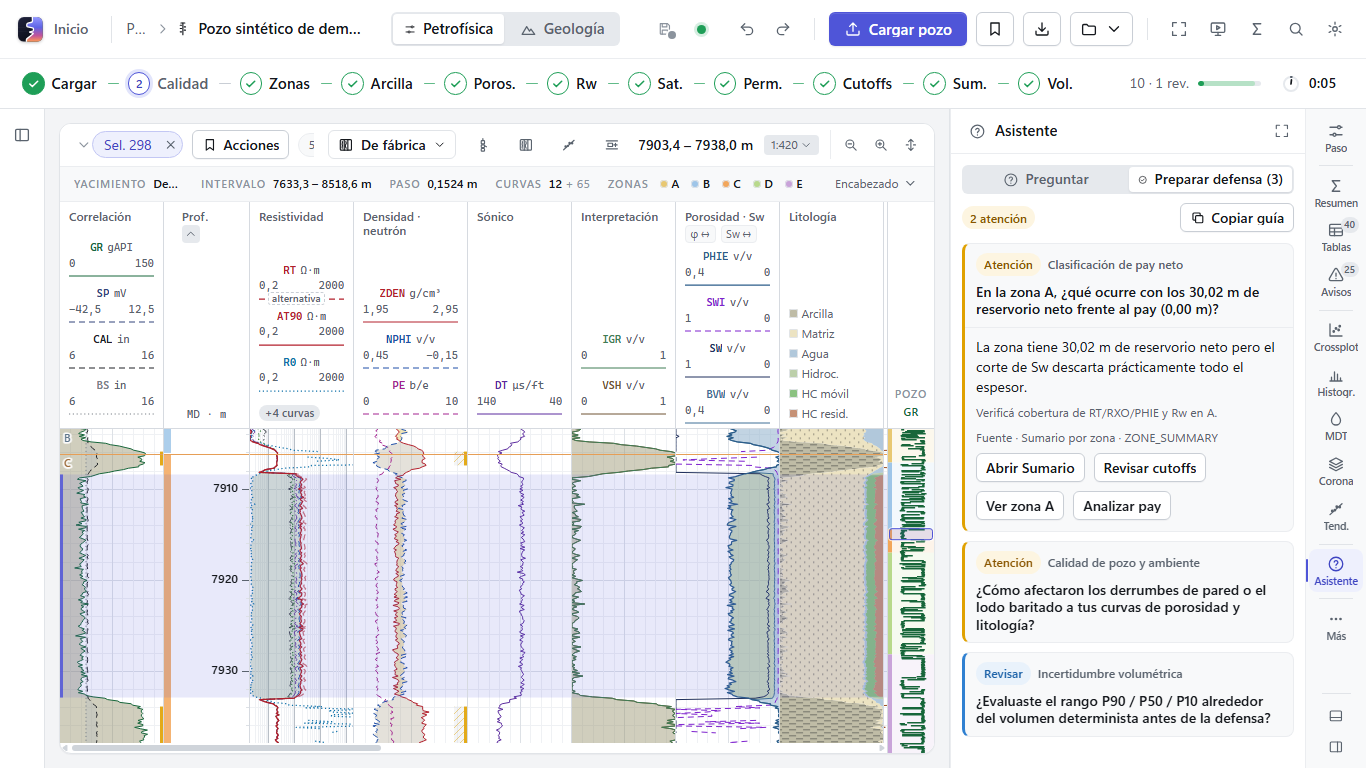 Inicio
P...
Pozo sintético de dem...
Petrofísica
Geología
Cargar pozo
Cargar
2
Calidad
Zonas
Arcilla
Poros.
Rw
Sat.
Perm.
Cutoffs
Sum.
Vol.
10 · 1 rev.
0:05
Sel. 298
Acciones
5
De fábrica
7903,4 – 7938,0 m
1:420
YACIMIENTO De...
INTERVALO 7633,3 – 8518,6 m
PASO 0,1524 m
CURVAS 12 + 65
ZONAS A B C D E
Encabezado
Correlación
GR gAPI
0 150
SP mV
−42,5 12,5
CAL in
6 16
BS in
6 16
Prof.
MD · m
Resistividad
RT Ω·m
0,2 2000
alternativa
AT90 Ω·m
0,2 2000
R0 Ω·m
0,2 2000
+4 curvas
Densidad ·
neutrón
ZDEN g/cm³
1,95 2,95
NPHI v/v
0,45 −0,15
PE b/e
0 10
Sónico
DT µs/ft
140 40
Interpretación
IGR v/v
0 1
VSH v/v
0 1
Porosidad · Sw
φ ↔ Sw ↔
PHIE v/v
0,4 0
SWI v/v
1 0
SW v/v
1 0
BVW v/v
0,4 0
Litología
Arcilla
Matriz
Agua
Hidroc.
HC móvil
HC resid.
POZO
GR
B
C
7910
7920
7930
Asistente
Preguntar
Preparar defensa (3)
2 atención
Copiar guía
Atención
Clasificación de pay neto
En la zona A, ¿qué ocurre con los 30,02 m de
reservorio neto frente al pay (0,00 m)?
La zona tiene 30,02 m de reservorio neto pero el
corte de Sw descarta prácticamente todo el
espesor.
Verificá cobertura de RT/RXO/PHIE y Rw en A.
Fuente · Sumario por zona · ZONE_SUMMARY
Abrir Sumario
Revisar cutoffs
Ver zona A
Analizar pay
Atención
Calidad de pozo y ambiente
¿Cómo afectaron los derrumbes de pared o el
lodo baritado a tus curvas de porosidad y
litología?
Revisar
Incertidumbre volumétrica
¿Evaluaste el rango P90 / P50 / P10 alrededor
del volumen determinista antes de la defensa?
Paso
Resumen
40
Tablas
25
Avisos
Crossplot
Histogr.
MDT
Corona
Tend.
Asistente
Más